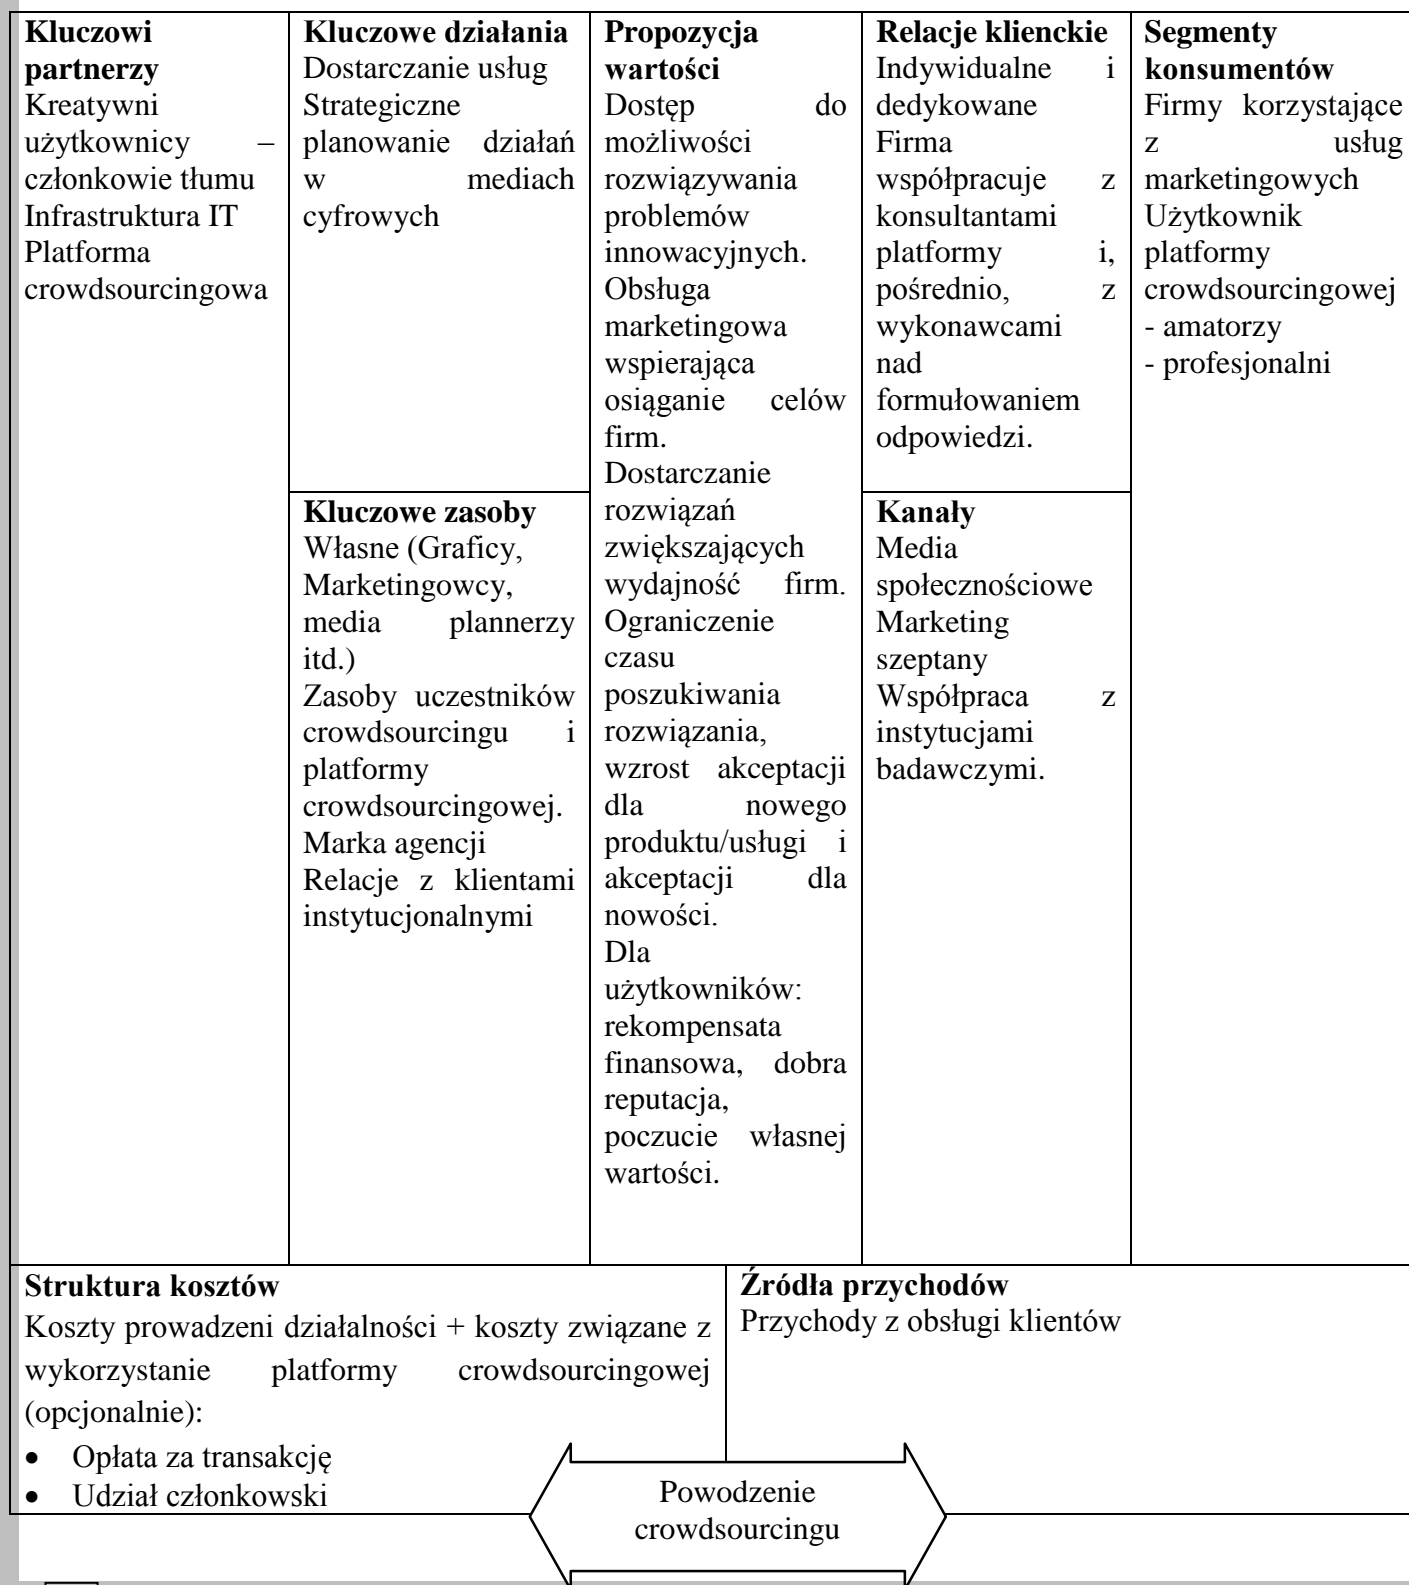 Kluczowi
partnerzy
Kreatywni
użytkownicy –
członkowie tłumu
Infrastruktura IT
Platforma
crowdsourcingowa
Kluczowe działania
Dostarczanie usług
Strategiczne
planowanie działań
w mediach
cyfrowych
Kluczowe zasoby
Własne (Graficy,
Marketingowcy,
media plannerzy
itd.)
Zasoby uczestników
crowdsourcingu i
platformy
crowdsourcingowej.
Marka agencji
Relacje z klientami
instytucjonalnymi
Propozycja
wartości
Dostęp do
możliwości
rozwiązywania
problemów
innowacyjnych.
Obsługa
marketingowa
wspierająca
osiąganie celów
firm.
Dostarczanie
rozwiązań
zwiększających
wydajność firm.
Ograniczenie
czasu
poszukiwania
rozwiązania,
wzrost akceptacji
dla nowego
produktu/usługi i
akceptacji dla
nowości.
Dla
użytkowników:
rekompensata
finansowa, dobra
reputacja,
poczucie własnej
wartości.
Relacje klienckie
Indywidualne i
dedykowane
Firma
współpracuje z
konsultantami
platformy i,
pośrednio, z
wykonawcami
nad
formułowaniem
odpowiedzi.
Kanały
Media
społecznościowe
Marketing
szeptany
Współpraca z
instytucjami
badawczymi.
Segmenty
konsumentów
Firmy korzystające
z usług
marketingowych
Użytkownik
platformy
crowdsourcingowej
- amatorzy
- profesjonalni
Struktura kosztów
Koszty prowadzeni działalności + koszty związane z
wykorzystanie platformy crowdsourcingowej
(opcjonalnie):
• Opłata za transakcję
• Udział członkowski
Źródła przychodów
Przychody z obsługi klientów
Powodzenie
crowdsourcingu